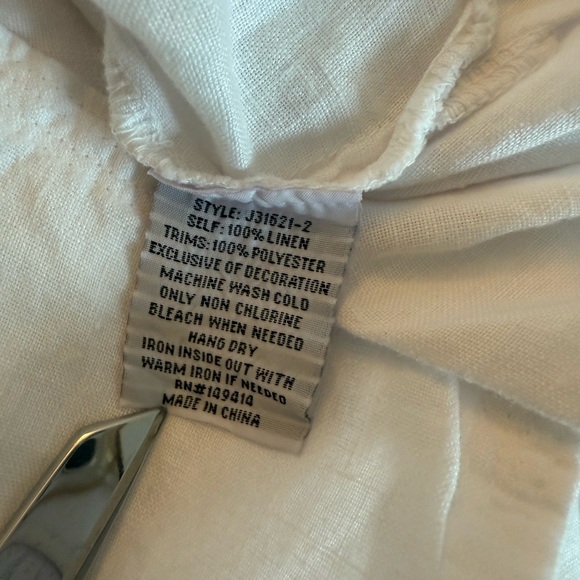 STYLE: J31621-2
SELF: 100% LINEN
TRIMS: 100% POLYESTER
EXCLUSIVE OF DECORATION
MACHINE WASH COLD
ONLY NON CHLORINE
BLEACH WHEN NEEDED
HANG DRY
IRON INSIDE OUT WITH
WARM IRON IF NEEDED
RN#149414
MADE IN CHINA